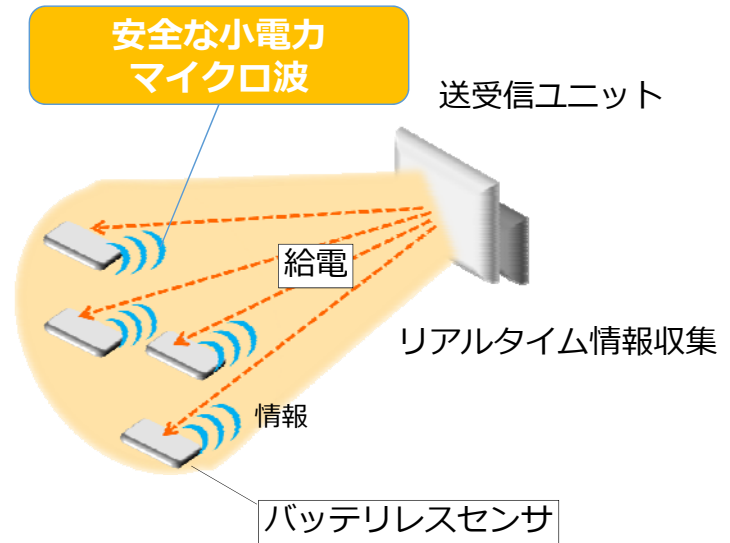 安全な小電力
マイクロ波
送受信ユニット
給電
リアルタイム情報収集
情報
バッテリレスセンサ